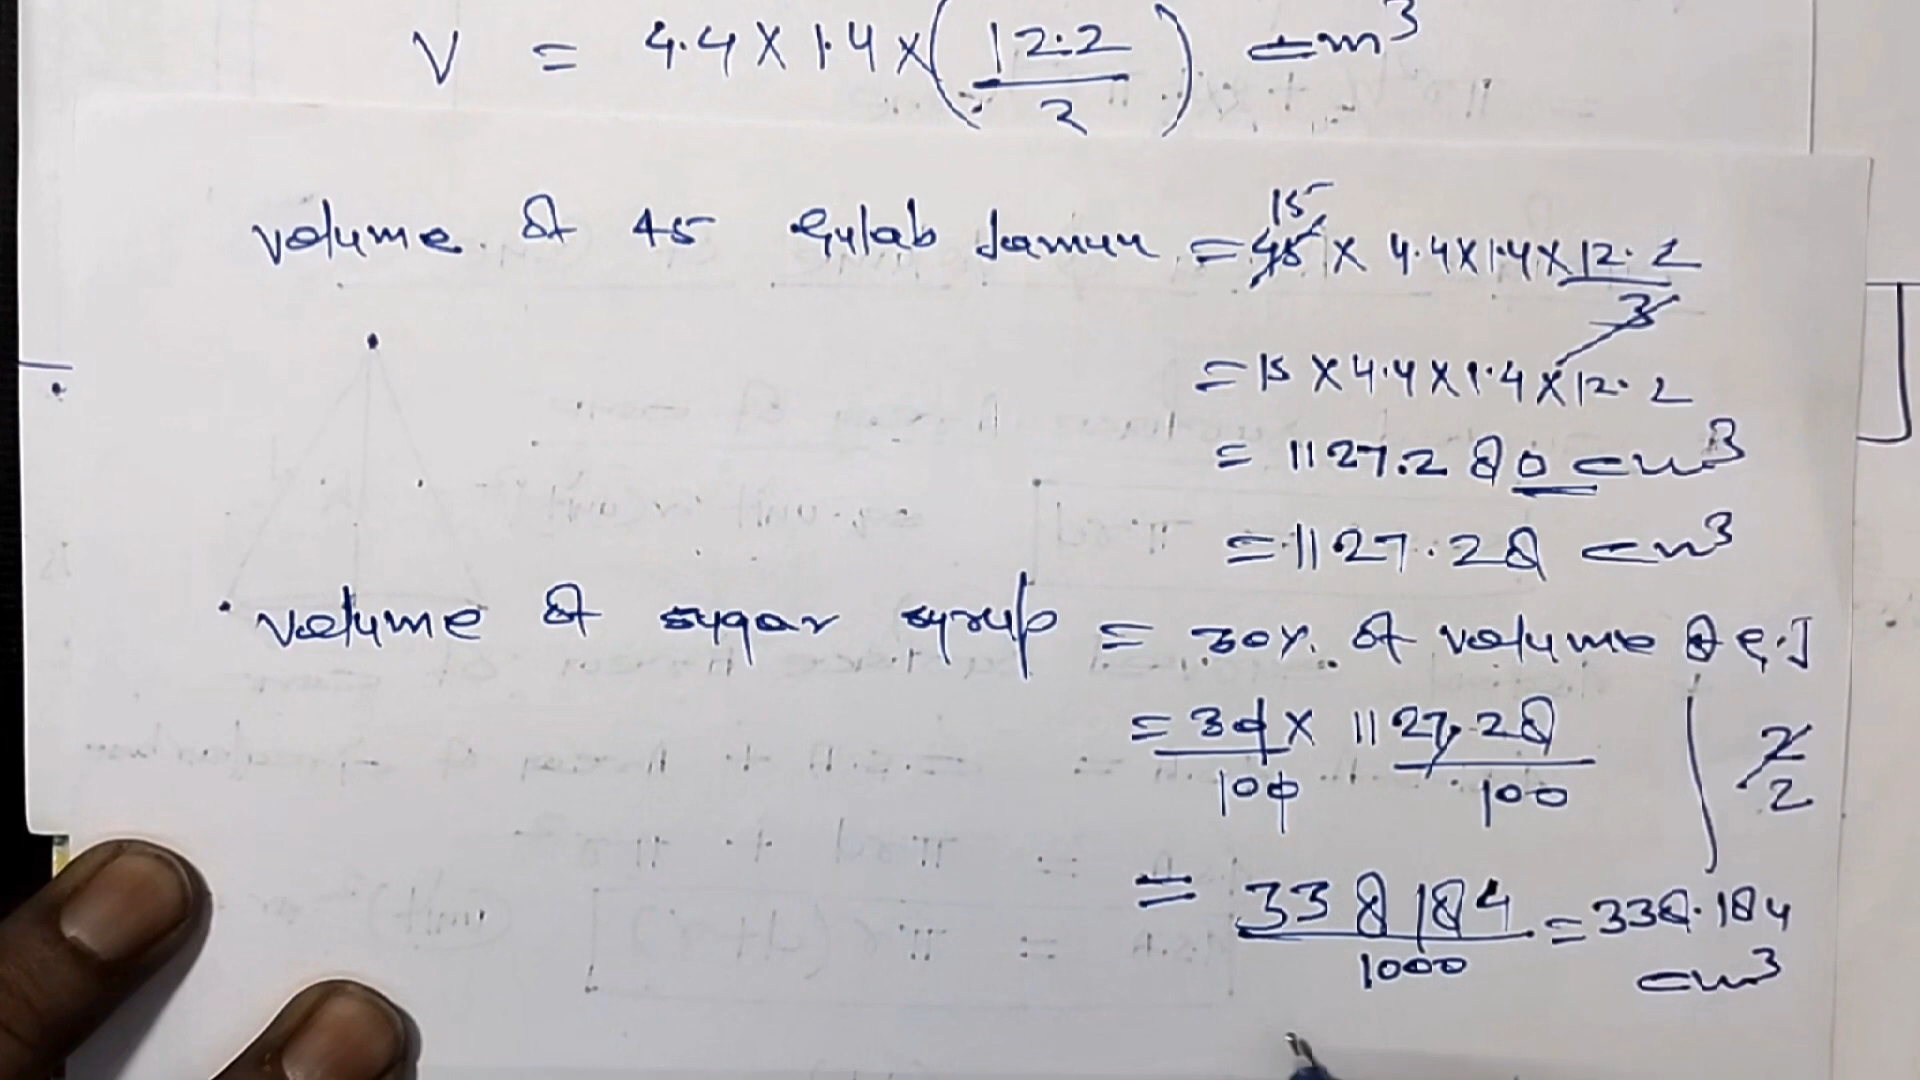 V = 4.4 X 1.4 X (12.2 / 2) cm³
volume of 45 Gulab Jamun = 45 15 X 4.4 X 1.4 X 12.2 / 3
= 15 X 4.4 X 1.4 X 12.2
= 1127.280 cm³
= 1127.28 cm³
volume of sugar syrup = 30%. of volume of G.J
= 30 / 100 X 1127.28 / 100
2 / 2
= 338184 / 1000 = 338.184
cm³